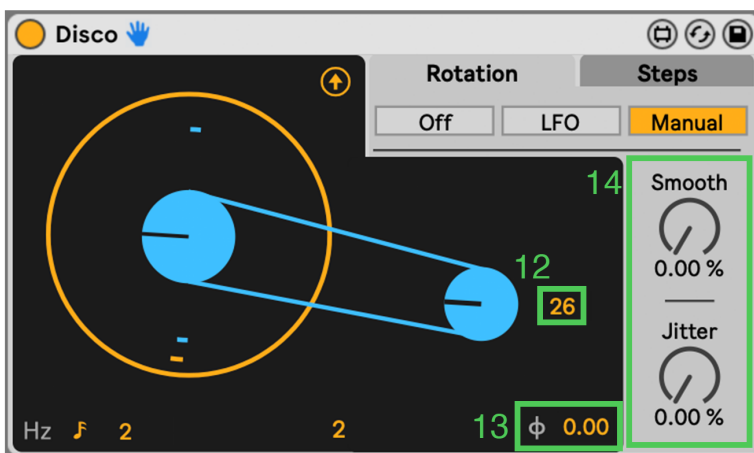 Disco
Rotation
Steps
Off
LFO
Manual
14
Smooth
0.00 %
12
26
Jitter
0.00 %
Hz
2
2
13
ϕ 0.00